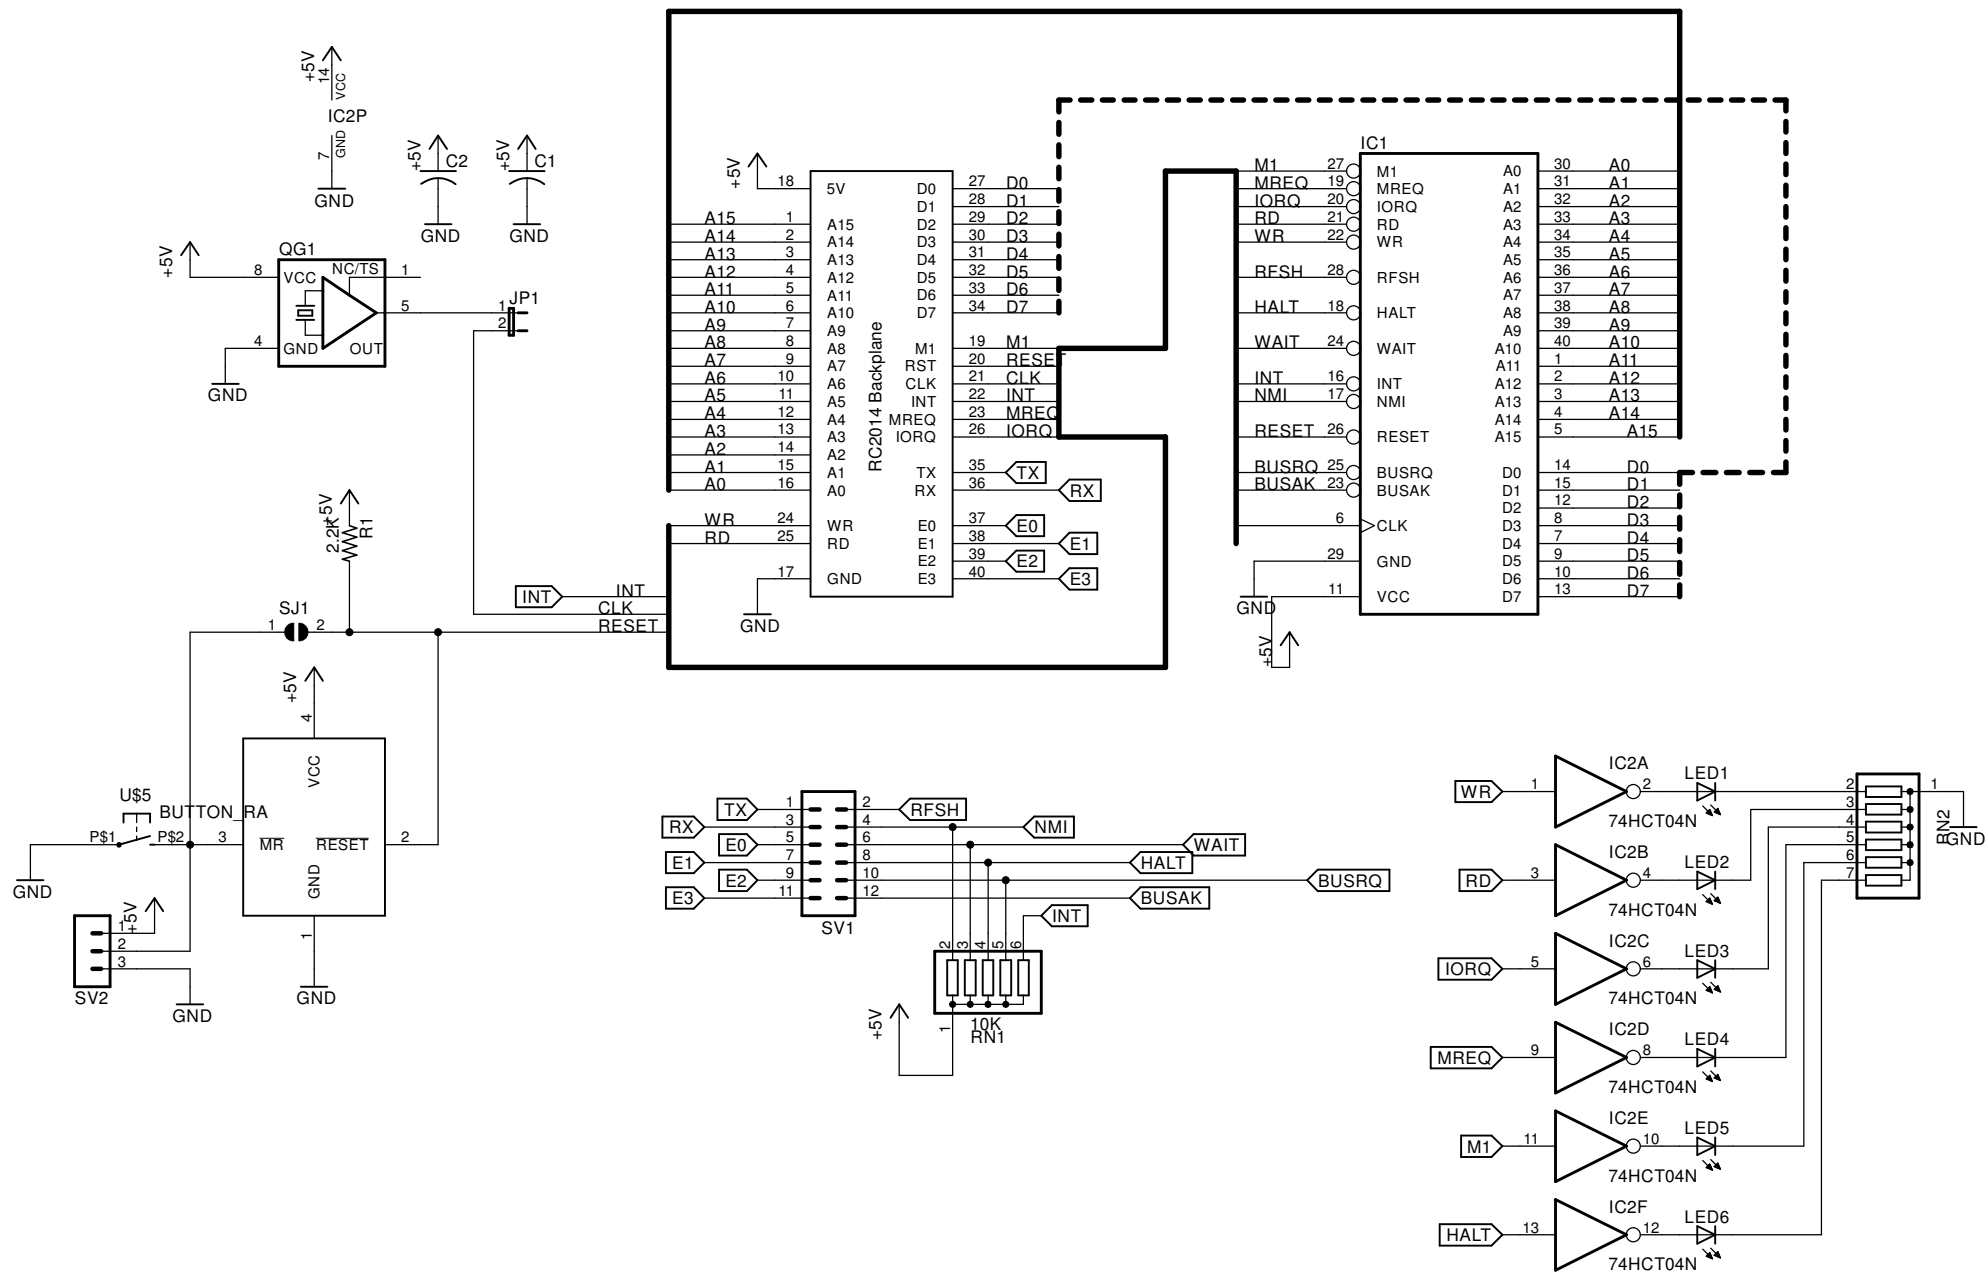 +5V
14
VCC
IC2P
7
GND
GND
+5V
C2
GND
+5V
C1
GND
QG1
+5V
8
VCC
NC/TS
1
5
4
GND
OUT
GND
JP1
1
2
+5V
18
5V
A15 1 A15
A14 2 A14
A13 3 A13
A12 4 A12
A11 5 A11
A10 6 A10
A9 7 A9
A8 8 A8
A7 9 A7
A6 10 A6
A5 11 A5
A4 12 A4
A3 13 A3
A2 14 A2
A1 15 A1
A0 16 A0
WR 24 WR
RD 25 RD
17 GND
GND
RC2014 Backplane
D0 27 D0
D1 28 D1
D2 29 D2
D3 30 D3
D4 31 D4
D5 32 D5
D6 33 D6
D7 34 D7
M1 19 M1
RST 20 RESET
CLK 21 CLK
INT 22 INT
MREQ 23 MREQ
IORQ 26 IORQ
TX 35 TX
RX 36 RX
E0 37 E0
E1 38 E1
E2 39 E2
E3 40 E3
IC1
M1 27 M1
MREQ 19 MREQ
IORQ 20 IORQ
RD 21 RD
WR 22 WR
RFSH 28 RFSH
HALT 18 HALT
WAIT 24 WAIT
INT 16 INT
NMI 17 NMI
RESET 26 RESET
BUSRQ 25 BUSRQ
BUSAK 23 BUSAK
6 CLK
29 GND
GND
11 VCC
+5V
A0 30 A0
A1 31 A1
A2 32 A2
A3 33 A3
A4 34 A4
A5 35 A5
A6 36 A6
A7 37 A7
A8 38 A8
A9 39 A9
A10 40 A10
A11 1 A11
A12 2 A12
A13 3 A13
A14 4 A14
A15 5 A15
D0 14 D0
D1 15 D1
D2 12 D2
D3 8 D3
D4 7 D4
D5 9 D5
D6 10 D6
D7 13 D7
+5V
2.2K
R1
INT
INT
CLK
RESET
SJ1
1
2
+5V
4
VCC
U$5
BUTTON_RA
P$1
P$2
3
MR
RESET
2
GND
1
GND
GND
+5V
1
2
3
SV2
GND
TX 1 2 RFSH
RX 3 4 NMI
E0 5 6 WAIT
E1 7 8 HALT
E2 9 10 BUSRQ
E3 11 12 BUSAK
SV1
INT
2 3 4 5 6
+5V
1
10K
RN1
WR 1 IC2A 2 LED1
74HCT04N
RD 3 IC2B 4 LED2
74HCT04N
IORQ 5 IC2C 6 LED3
74HCT04N
MREQ 9 IC2D 8 LED4
74HCT04N
M1 11 IC2E 10 LED5
74HCT04N
HALT 13 IC2F 12 LED6
74HCT04N
2
3
4
5
6
7
1
RN2
GND